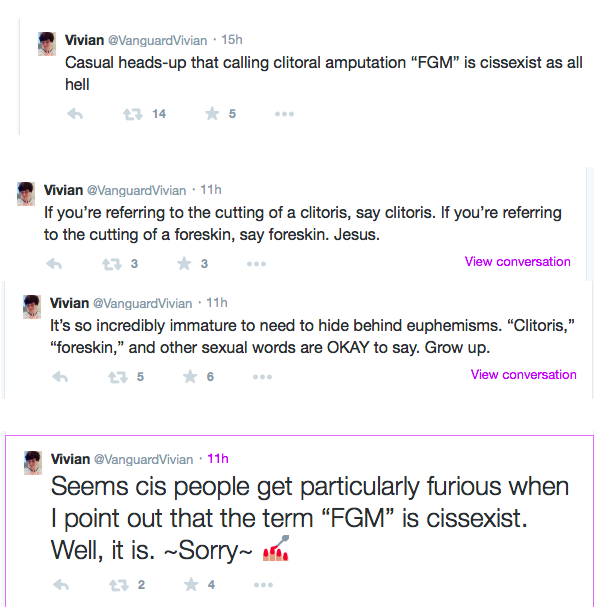 Vivian @VanguardVivian · 15h
Casual heads-up that calling clitoral amputation “FGM” is cissexist as all
hell
14 5
Vivian @VanguardVivian · 11h
If you’re referring to the cutting of a clitoris, say clitoris. If you’re referring
to the cutting of a foreskin, say foreskin. Jesus.
3 3 View conversation
Vivian @VanguardVivian · 11h
It’s so incredibly immature to need to hide behind euphemisms. “Clitoris,”
“foreskin,” and other sexual words are OKAY to say. Grow up.
5 6 View conversation
Vivian @VanguardVivian · 11h
Seems cis people get particularly furious when
I point out that the term “FGM” is cissexist.
Well, it is. ~Sorry~ 💅
2 4